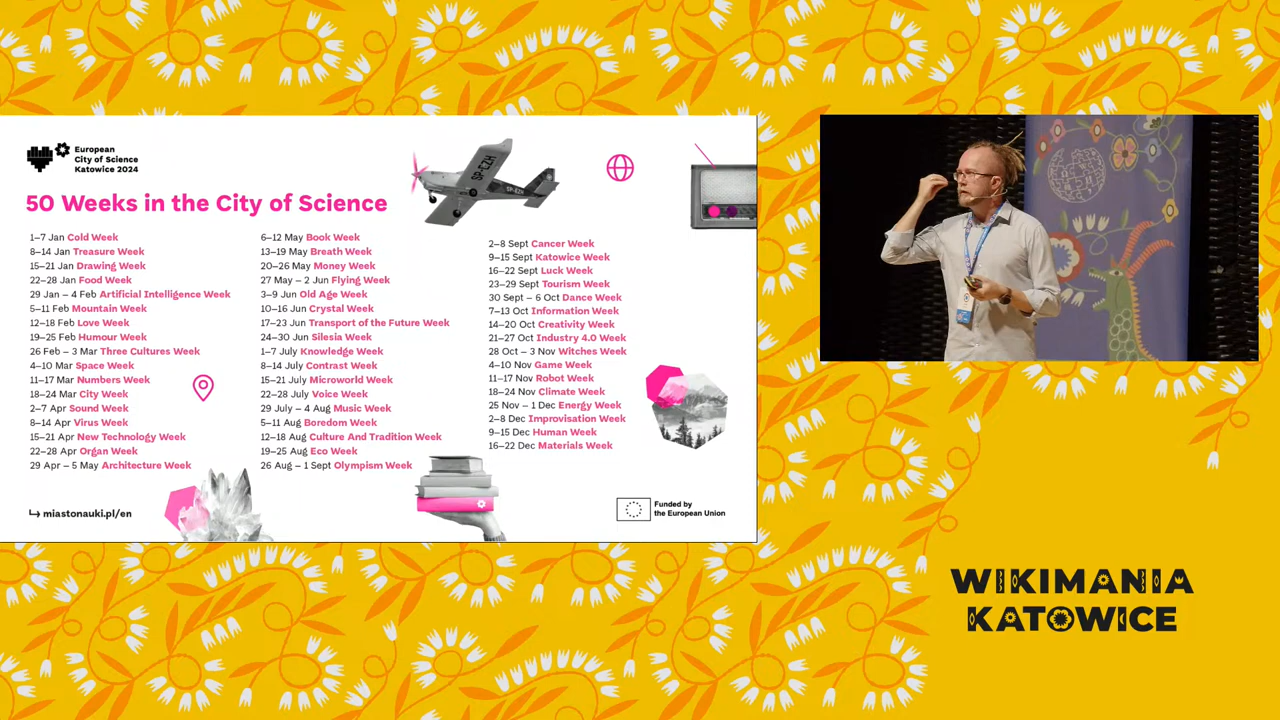 European
City of Science
Katowice 2024
50 Weeks in the City of Science
1–7 Jan Cold Week
8–14 Jan Treasure Week
15–21 Jan Drawing Week
22–28 Jan Food Week
29 Jan – 4 Feb Artificial Intelligence Week
5–11 Feb Mountain Week
12–18 Feb Love Week
19–25 Feb Humour Week
26 Feb – 3 Mar Three Cultures Week
4–10 Mar Space Week
11–17 Mar Numbers Week
18–24 Mar City Week
2–7 Apr Sound Week
8–14 Apr Virus Week
15–21 Apr New Technology Week
22–28 Apr Organ Week
29 Apr – 5 May Architecture Week
6–12 May Book Week
13–19 May Breath Week
20–26 May Money Week
27 May – 2 Jun Flying Week
3–9 Jun Old Age Week
10–16 Jun Crystal Week
17–23 Jun Transport of the Future Week
24–30 Jun Silesia Week
1–7 July Knowledge Week
8–14 July Contrast Week
15–21 July Microworld Week
22–28 July Voice Week
29 July – 4 Aug Music Week
5–11 Aug Boredom Week
12–18 Aug Culture And Tradition Week
19–25 Aug Eco Week
26 Aug – 1 Sept Olympism Week
2–8 Sept Cancer Week
9–15 Sept Katowice Week
16–22 Sept Luck Week
23–29 Sept Tourism Week
30 Sept – 6 Oct Dance Week
7–13 Oct Information Week
14–20 Oct Creativity Week
21–27 Oct Industry 4.0 Week
28 Oct – 3 Nov Witches Week
4–10 Nov Game Week
11–17 Nov Robot Week
18–24 Nov Climate Week
25 Nov – 1 Dec Energy Week
2–8 Dec Improvisation Week
9–15 Dec Human Week
16–22 Dec Materials Week
SP-CZH
SP-CZH
miastonauki.pl/en
Funded by
the European Union
WIKIMANIA
KATOWICE